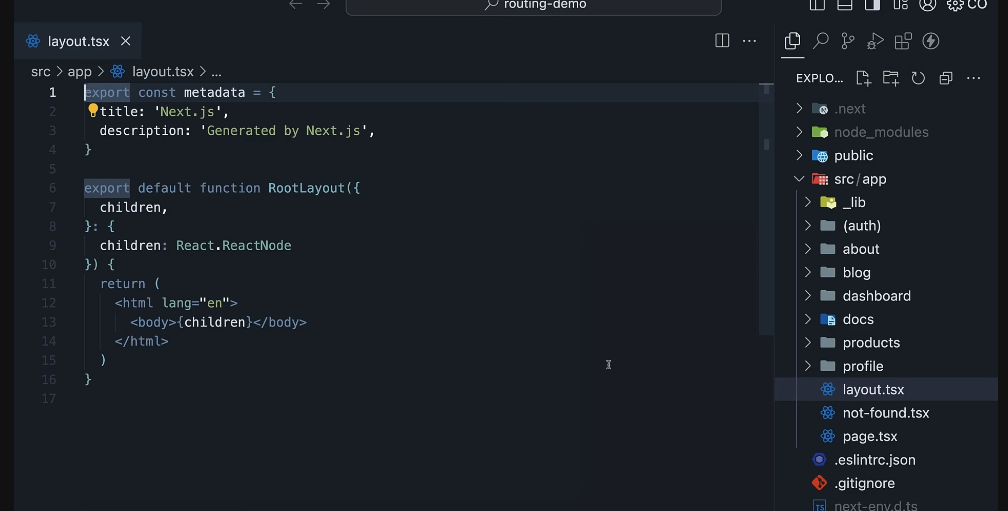 routing-demo
CO
layout.tsx
src > app > layout.tsx > ...
EXPLO...
1 export const metadata = {
2 title: 'Next.js',
3 description: 'Generated by Next.js',
4 }
5
6 export default function RootLayout({
7 children,
8 }: {
9 children: React.ReactNode
10 }) {
11 return (
12 <html lang="en">
13 <body>{children}</body>
14 </html>
15 )
16 }
17
.next
node_modules
public
src/app
_lib
(auth)
about
blog
dashboard
docs
products
profile
layout.tsx
not-found.tsx
page.tsx
.eslintrc.json
.gitignore
TS next-env.d.ts